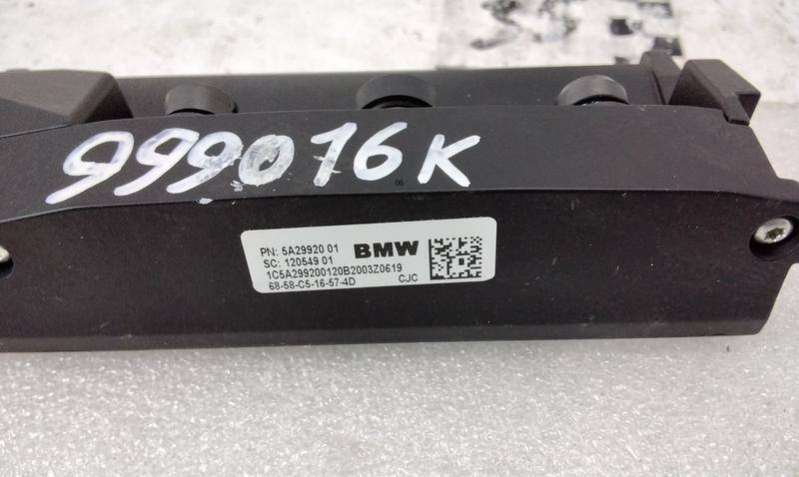 999016K
PN: 5A29920 01 BMW
SC: 120549 01
1C5A299200120B2003Z0619
68-58-C5-16-57-4D CJC